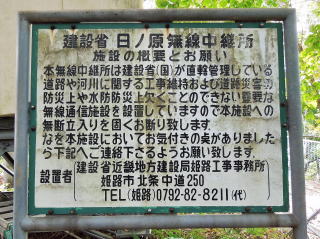 建設省 日ノ原無線中継所
施設の概要とお願い
本無線中継所は建設省(国)が直轄管理している
道路や河川に関する工事維持および道路災害の
防災上や水防防災上欠くことのできない重要な
無線通信施設を設置していますので本施設への
無断立入りを固くお断り致します。
なを本施設においてお気付きの点がありました
ら下記へご連絡下さるようお願い致します。
建設省近畿地方建設局姫路工事事務所
設置者
姫路市北条中道250
TEL(姫路)0792-82-8211(代)